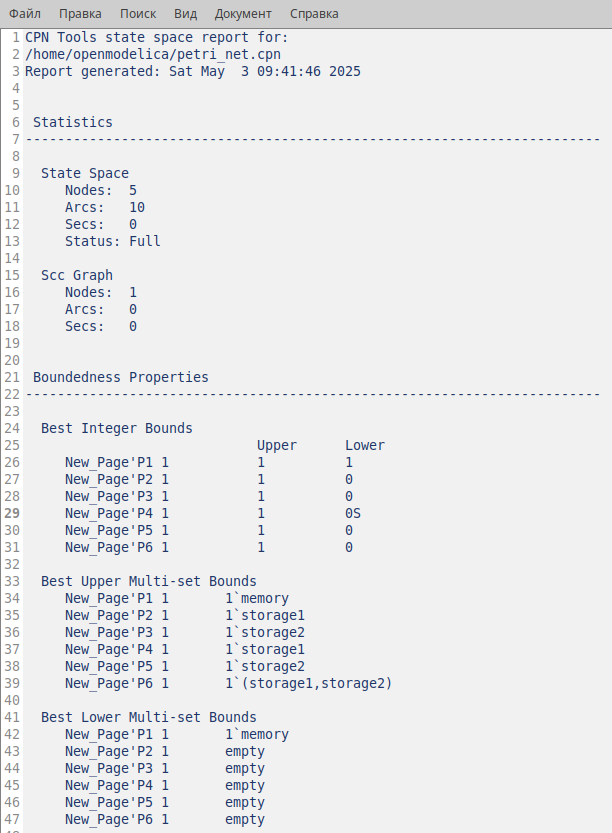 Файл Правка Поиск Вид Документ Справка
1 CPN Tools state space report for:
2 /home/openmodelica/petri_net.cpn
3 Report generated: Sat May  3 09:41:46 2025
4
5
6 Statistics
7 ------------------------------------------------------------------------
8
9 State Space
10 Nodes:  5
11 Arcs:   10
12 Secs:   0
13 Status: Full
14
15 Scc Graph
16 Nodes:  1
17 Arcs:   0
18 Secs:   0
19
20
21 Boundedness Properties
22 ------------------------------------------------------------------------
23
24 Best Integer Bounds
25 Upper      Lower
26 New_Page'P1 1           1          1
27 New_Page'P2 1           1          0
28 New_Page'P3 1           1          0
29 New_Page'P4 1           1          0S
30 New_Page'P5 1           1          0
31 New_Page'P6 1           1          0
32
33 Best Upper Multi-set Bounds
34 New_Page'P1 1       1`memory
35 New_Page'P2 1       1`storage1
36 New_Page'P3 1       1`storage2
37 New_Page'P4 1       1`storage1
38 New_Page'P5 1       1`storage2
39 New_Page'P6 1       1`(storage1,storage2)
40
41 Best Lower Multi-set Bounds
42 New_Page'P1 1       1`memory
43 New_Page'P2 1       empty
44 New_Page'P3 1       empty
45 New_Page'P4 1       empty
46 New_Page'P5 1       empty
47 New_Page'P6 1       empty